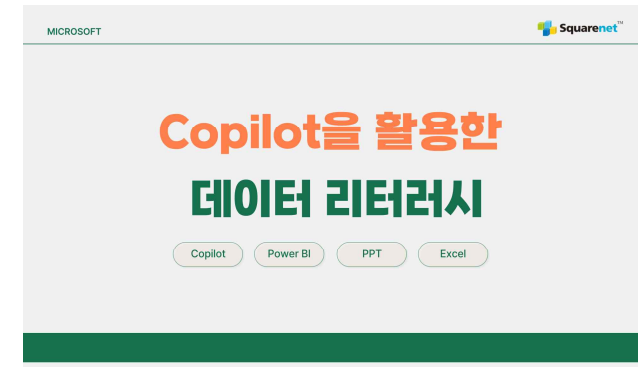 MICROSOFT
Squarenet™
Copilot을 활용한
데이터 리터러시
Copilot
Power BI
PPT
Excel